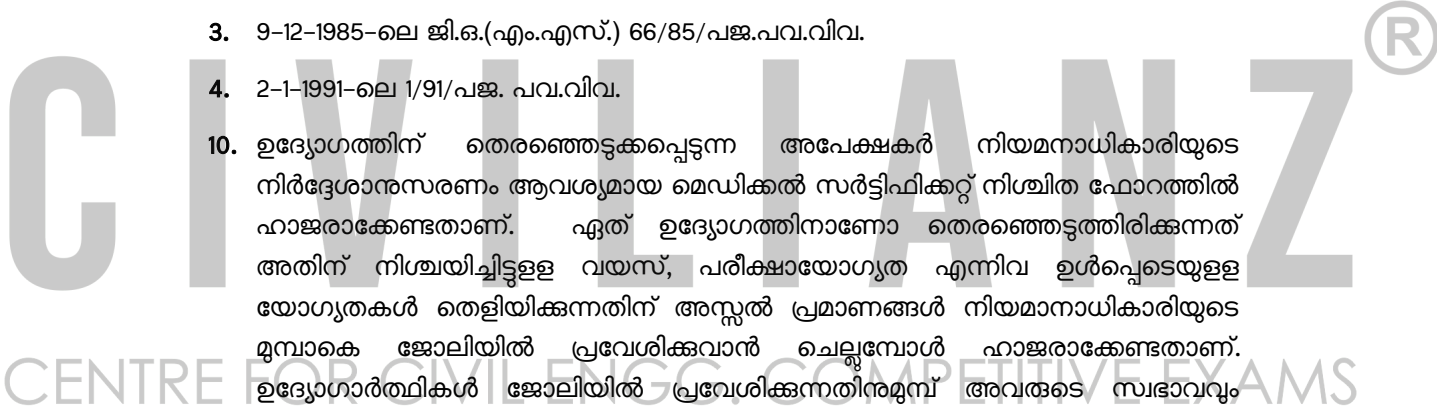 3. 9-12-1985-ലെ ജി.ഒ.(എം.എസ്.) 66/85/പജ.പവ.വിവ.
®
4. 2-1-1991-ലെ 1/91/പജ. പവ.വിവ.
CIVILIANZ
10. ഉദ്യോഗത്തിന് തെരഞ്ഞെടുക്കപ്പെടുന്ന അപേക്ഷകർ നിയമനാധികാരിയുടെ
നിർദ്ദേശാനുസരണം ആവശ്യമായ മെഡിക്കൽ സർട്ടിഫിക്കറ്റ് നിശ്ചിത ഫോറത്തിൽ
ഹാജരാക്കേണ്ടതാണ്. ഏത് ഉദ്യോഗത്തിനാണോ തെരഞ്ഞെടുത്തിരിക്കുന്നത്
അതിന് നിശ്ചയിച്ചിട്ടുളള വയസ്, പരീക്ഷായോഗ്യത എന്നിവ ഉൾപ്പെടെയുളള
യോഗ്യതകൾ തെളിയിക്കുന്നതിന് അസ്സൽ പ്രമാണങ്ങൾ നിയമാനാധികാരിയുടെ
മുമ്പാകെ ജോലിയിൽ പ്രവേശിക്കുവാൻ ചെല്ലുമ്പോൾ ഹാജരാക്കേണ്ടതാണ്.
CENTRE FOR CIVIL ENGG. COMPETITIVE EXAMS
ഉദ്യോഗാർത്ഥികൾ ജോലിയിൽ പ്രവേശിക്കുന്നതിനുമുമ്പ് അവരുടെ സ്വഭാവവും